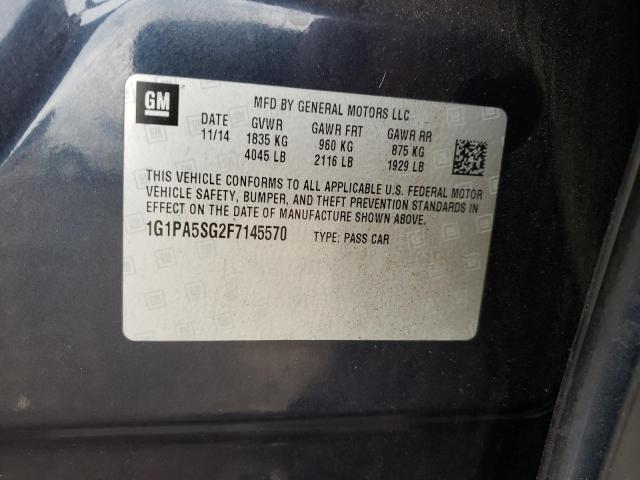 GM
MFD BY GENERAL MOTORS LLC
DATE GVWR GAWR FRT GAWR RR
11/14 1835 KG 960 KG 875 KG
4045 LB 2116 LB 1929 LB
THIS VEHICLE CONFORMS TO ALL APPLICABLE U.S. FEDERAL MOTOR
VEHICLE SAFETY, BUMPER, AND THEFT PREVENTION STANDARDS IN
EFFECT ON THE DATE OF MANUFACTURE SHOWN ABOVE.
1G1PA5SG2F7145570 TYPE: PASS CAR